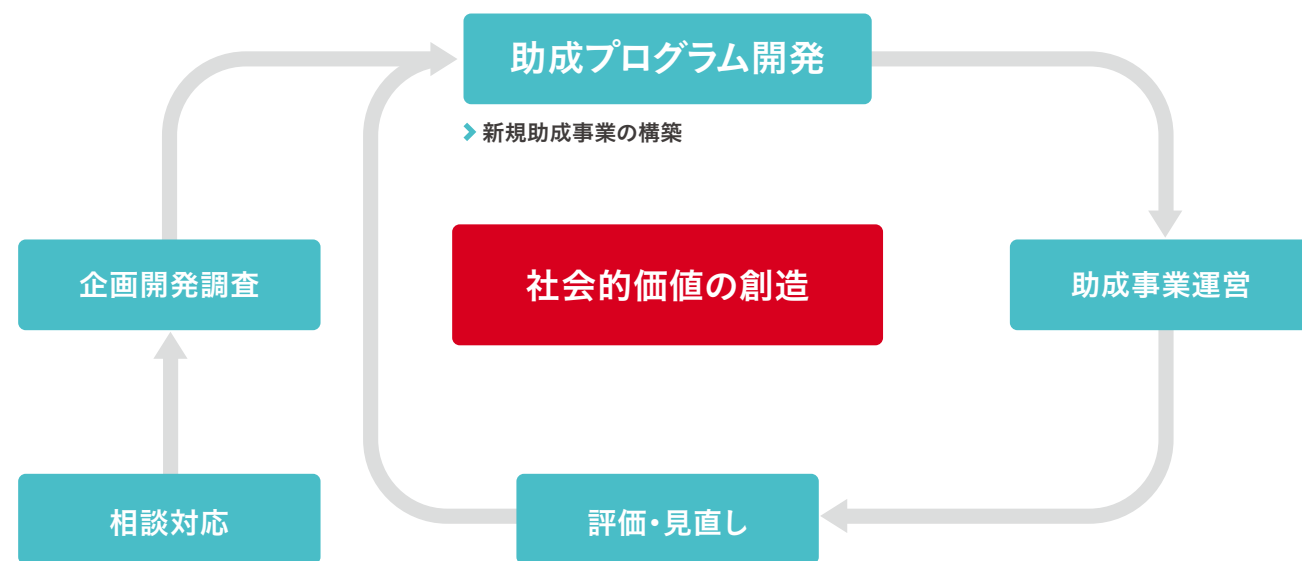 助成プログラム開発
新規助成事業の構築
企画開発調査
社会的価値の創造
助成事業運営
相談対応
評価・見直し